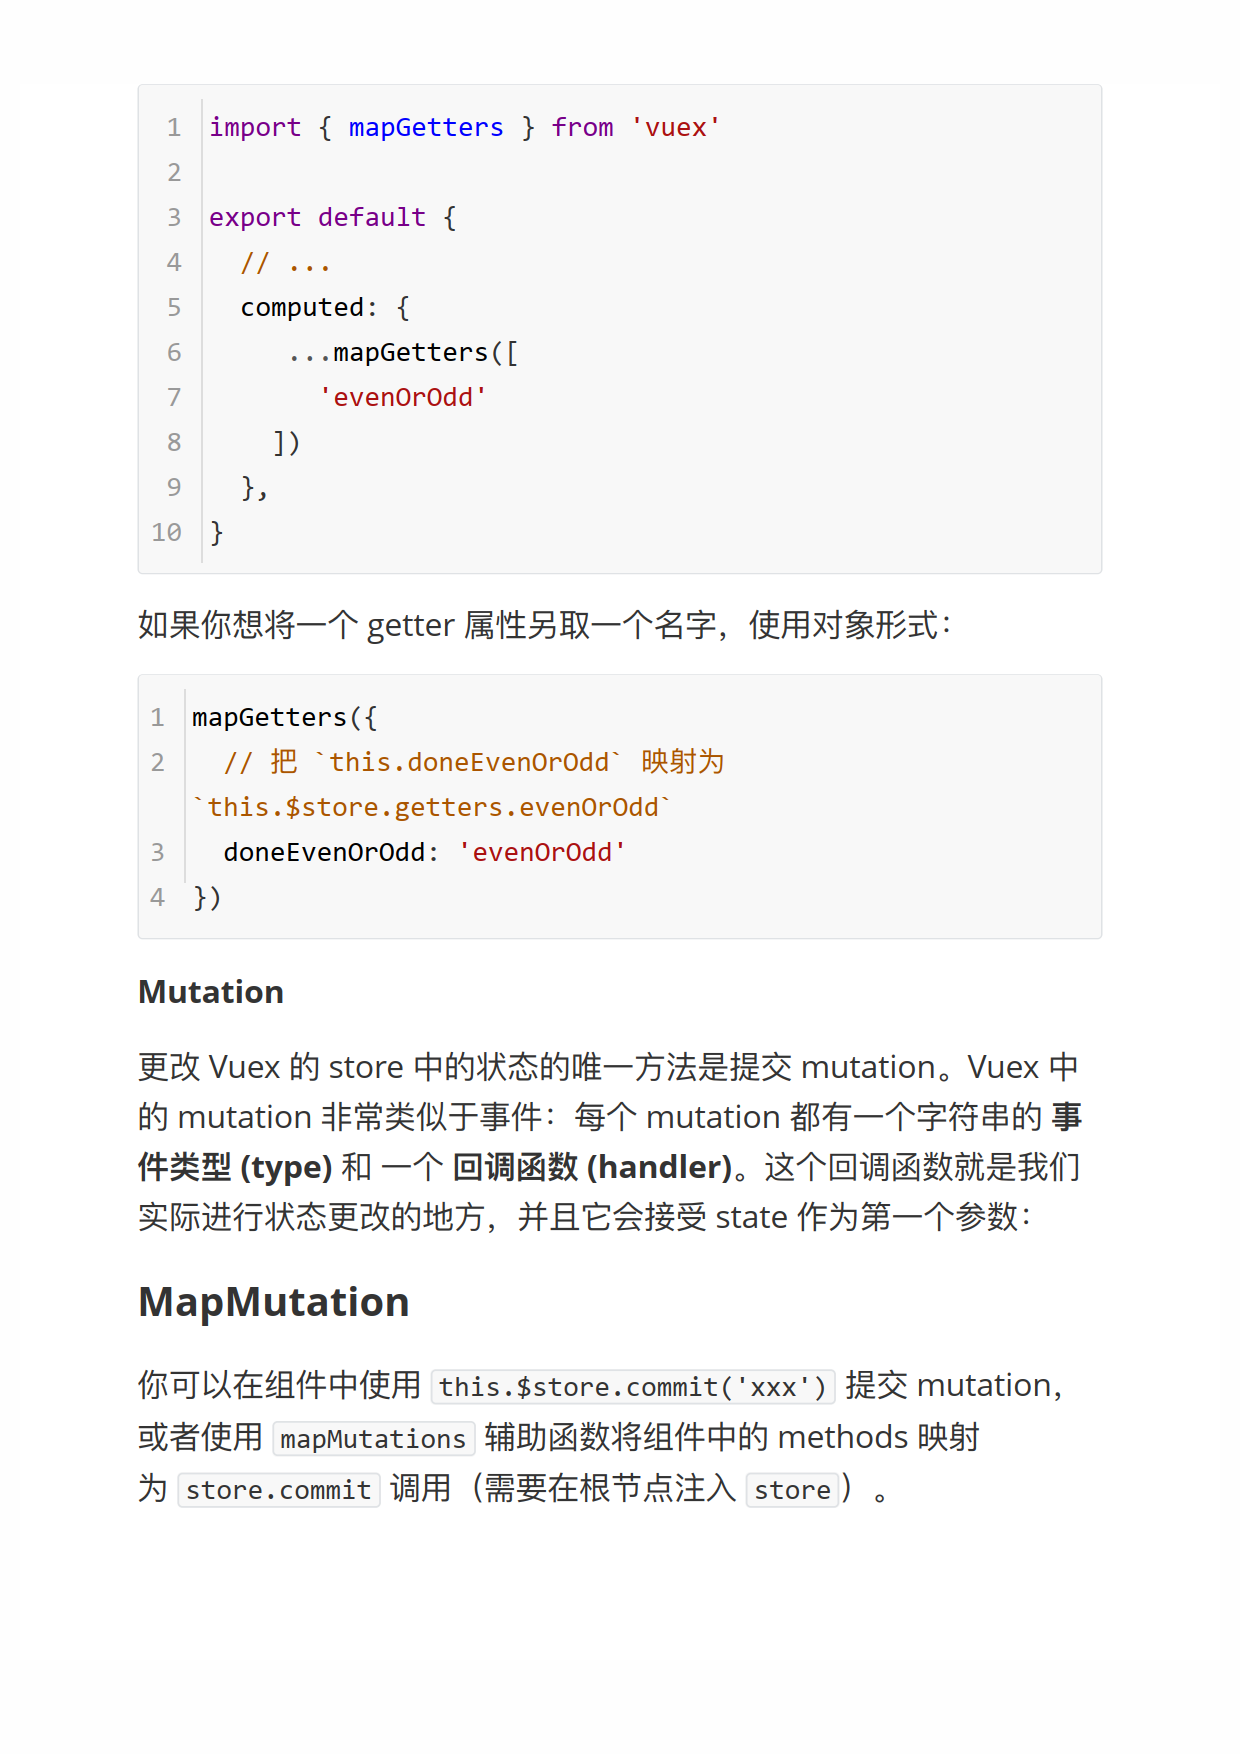 1 import { mapGetters } from 'vuex'
2
3 export default {
4   // ...
5   computed: {
6      ...mapGetters([
7        'evenOrOdd'
8     ])
9   },
10 }
如果你想将一个 getter 属性另取一个名字，使用对象形式：
1 mapGetters({
2   // 把 `this.doneEvenOrOdd` 映射为
`this.$store.getters.evenOrOdd`
3   doneEvenOrOdd: 'evenOrOdd'
4 })
Mutation
更改 Vuex 的 store 中的状态的唯一方法是提交 mutation。Vuex 中
的 mutation 非常类似于事件：每个 mutation 都有一个字符串的 事
件类型 (type) 和 一个 回调函数 (handler)。这个回调函数就是我们
实际进行状态更改的地方，并且它会接受 state 作为第一个参数：
MapMutation
你可以在组件中使用 this.$store.commit('xxx') 提交 mutation，
或者使用 mapMutations 辅助函数将组件中的 methods 映射
为 store.commit 调用（需要在根节点注入 store）。